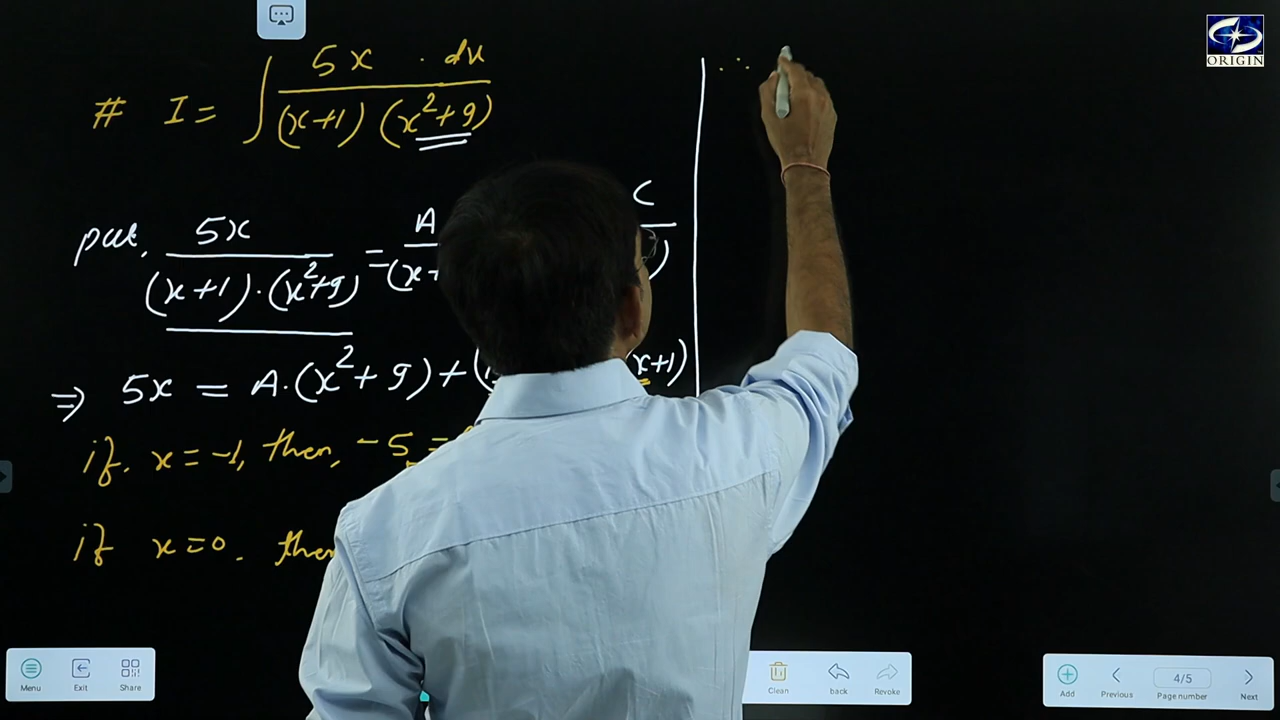 5x . dx
# I = ∫ ―――
(x+1) (x²+9)
put, 5x / (x+1).(x²+9) = A / (x+ C / )
⇒ 5x = A.(x²+9)+( (x+1)
if, x=-1, then, -5 =
if x=0.
∴
ORIGIN
Menu Exit Share
Clean back Revoke
Add Previous 4/5 Page number Next